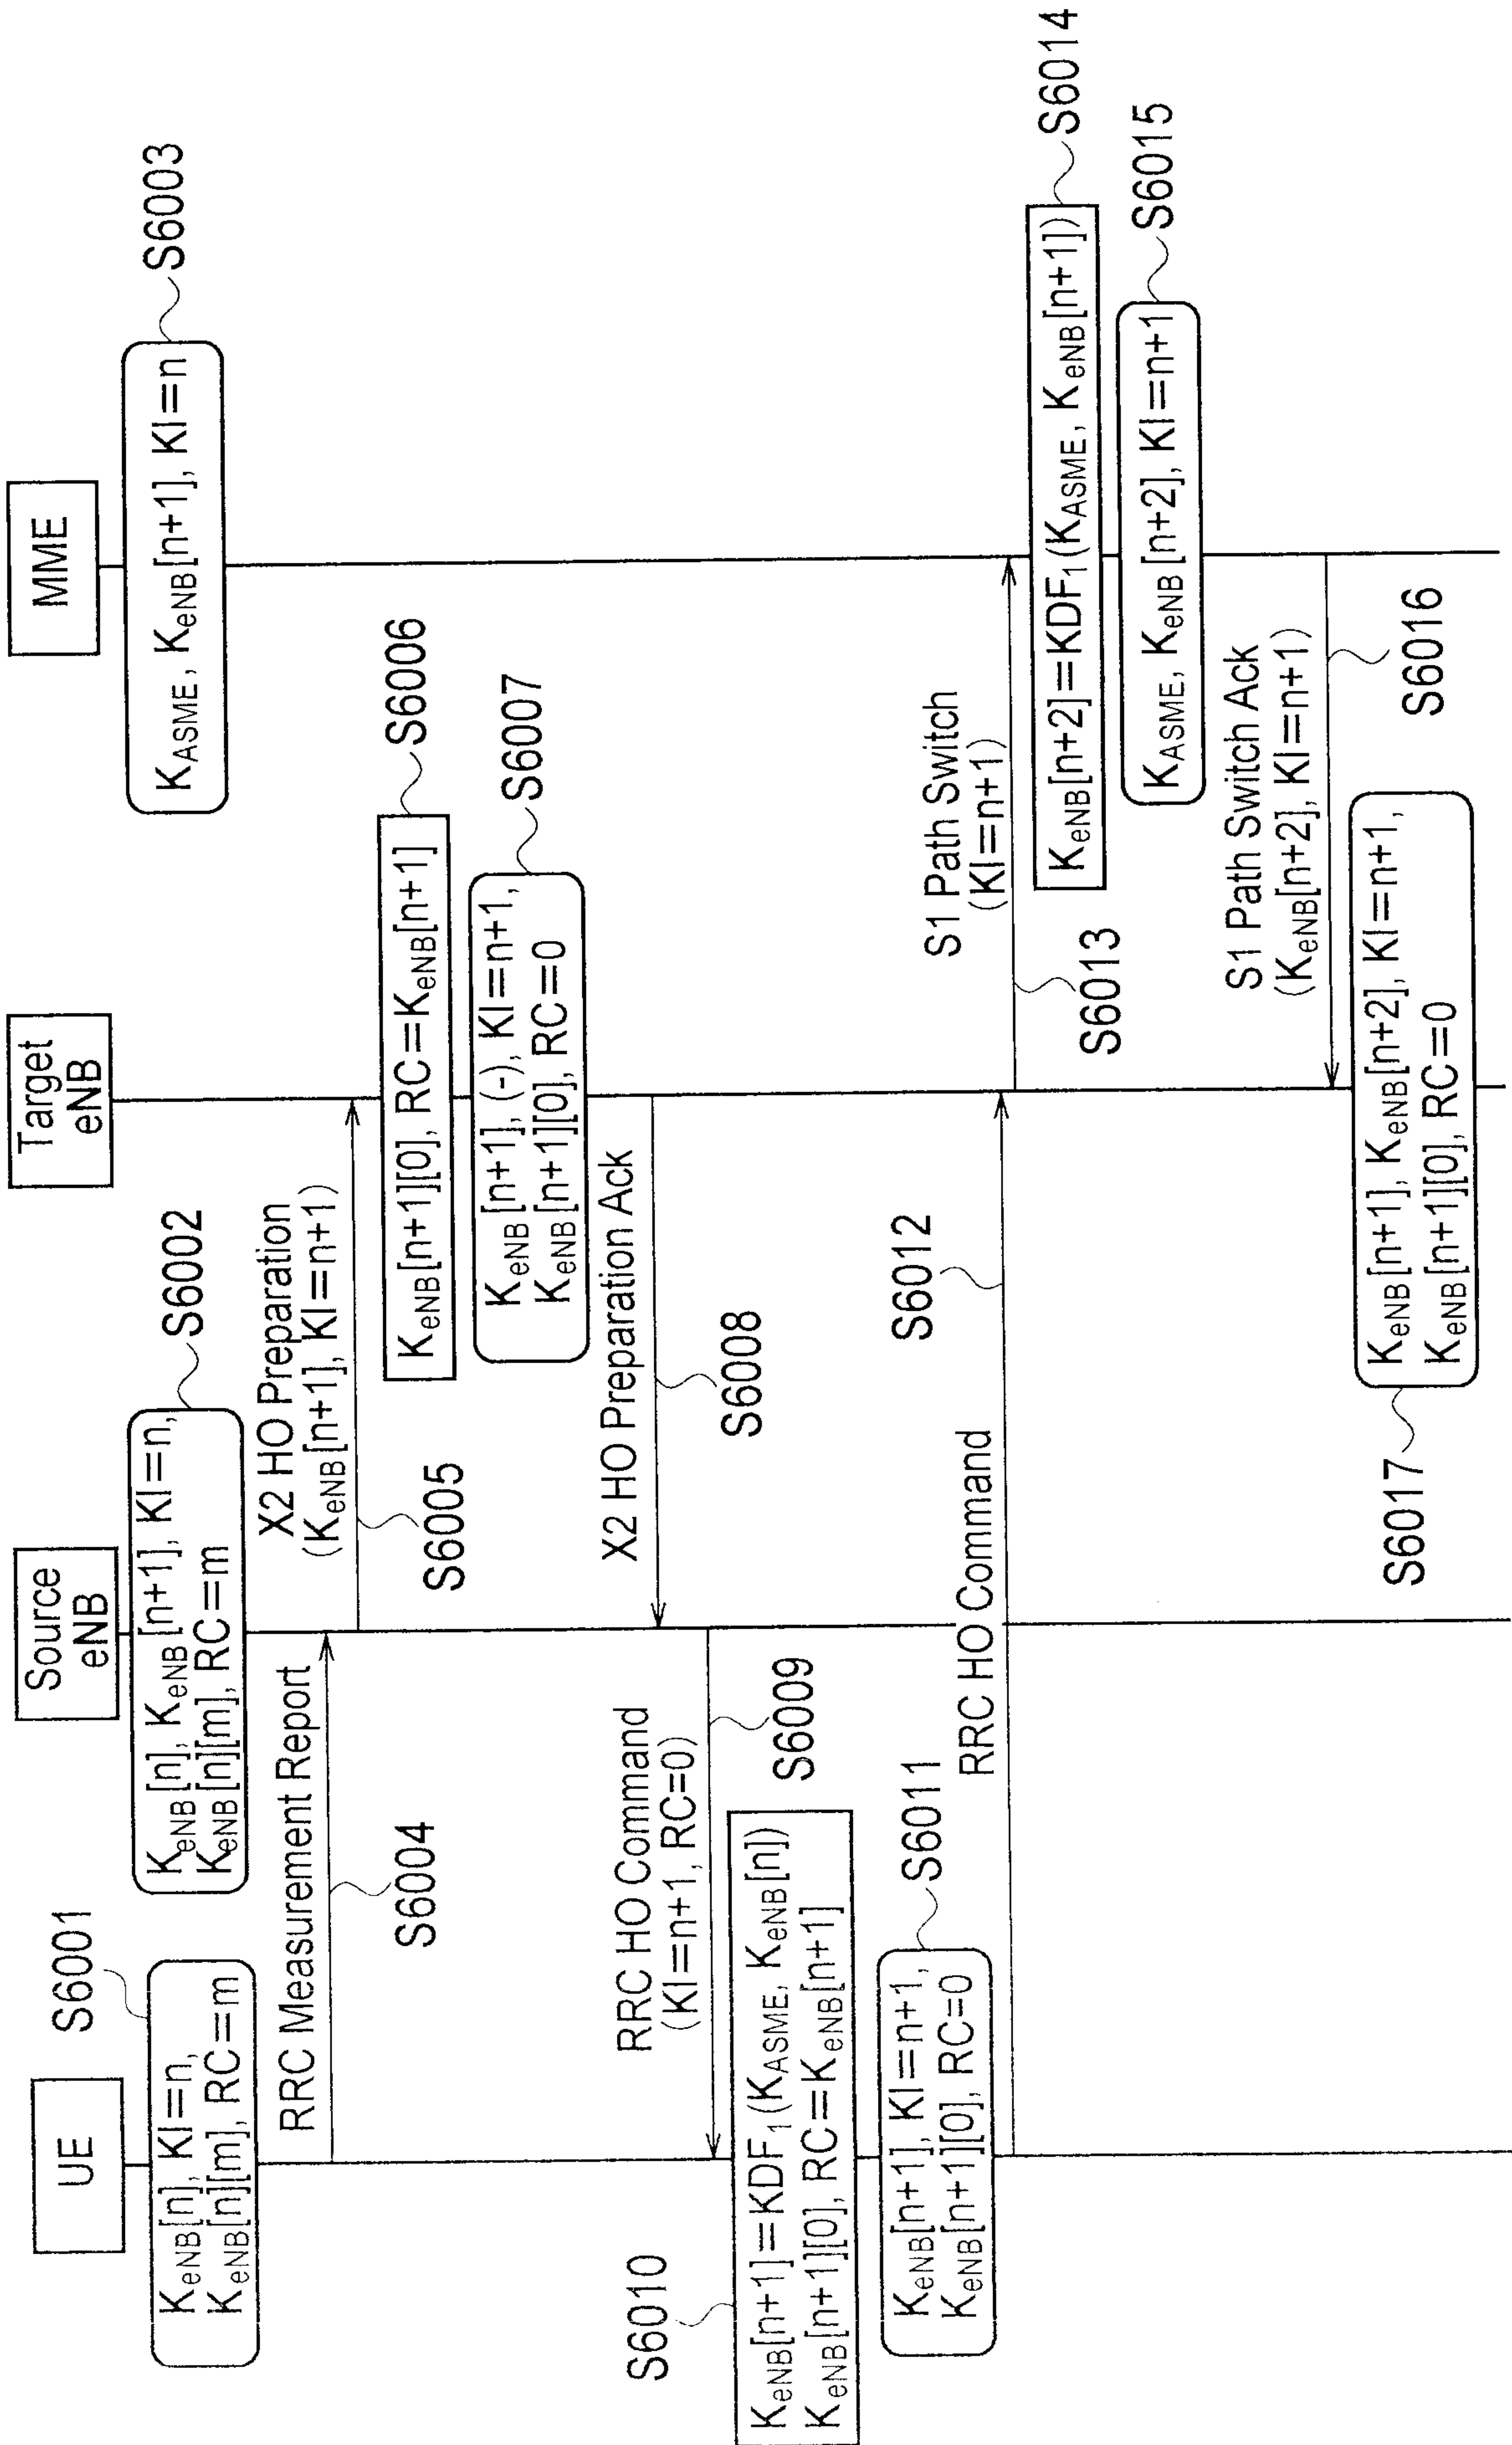 UE
Source
eNB
Target
eNB
MME
S6001
KeNB[n], KI=n,
KeNB[n][m], RC=m
KeNB[n], KeNB[n+1], KI=n,
KeNB[n][m], RC=m
S6002
KASME, KeNB[n+1], KI=n
S6003
RRC Measurement Report
S6004
X2 HO Preparation
(KeNB[n+1], KI=n+1)
S6005
KeNB[n+1][0], RC=KeNB[n+1]
S6006
KeNB[n+1], (-), KI=n+1,
KeNB[n+1][0], RC=0
S6007
X2 HO Preparation Ack
S6008
RRC HO Command
(KI=n+1, RC=0)
S6009
S6010
KeNB[n+1]=KDF1(KASME, KeNB[n])
KeNB[n+1][0], RC=KeNB[n+1]
KeNB[n+1], KI=n+1,
KeNB[n+1][0], RC=0
S6011
RRC HO Command
S6012
S1 Path Switch
(KI=n+1)
S6013
KeNB[n+2]=KDF1(KASME, KeNB[n+1])
S6014
KASME, KeNB[n+2], KI=n+1
S6015
S1 Path Switch Ack
(KeNB[n+2], KI=n+1)
S6016
KeNB[n+1], KeNB[n+2], KI=n+1,
KeNB[n+1][0], RC=0
S6017